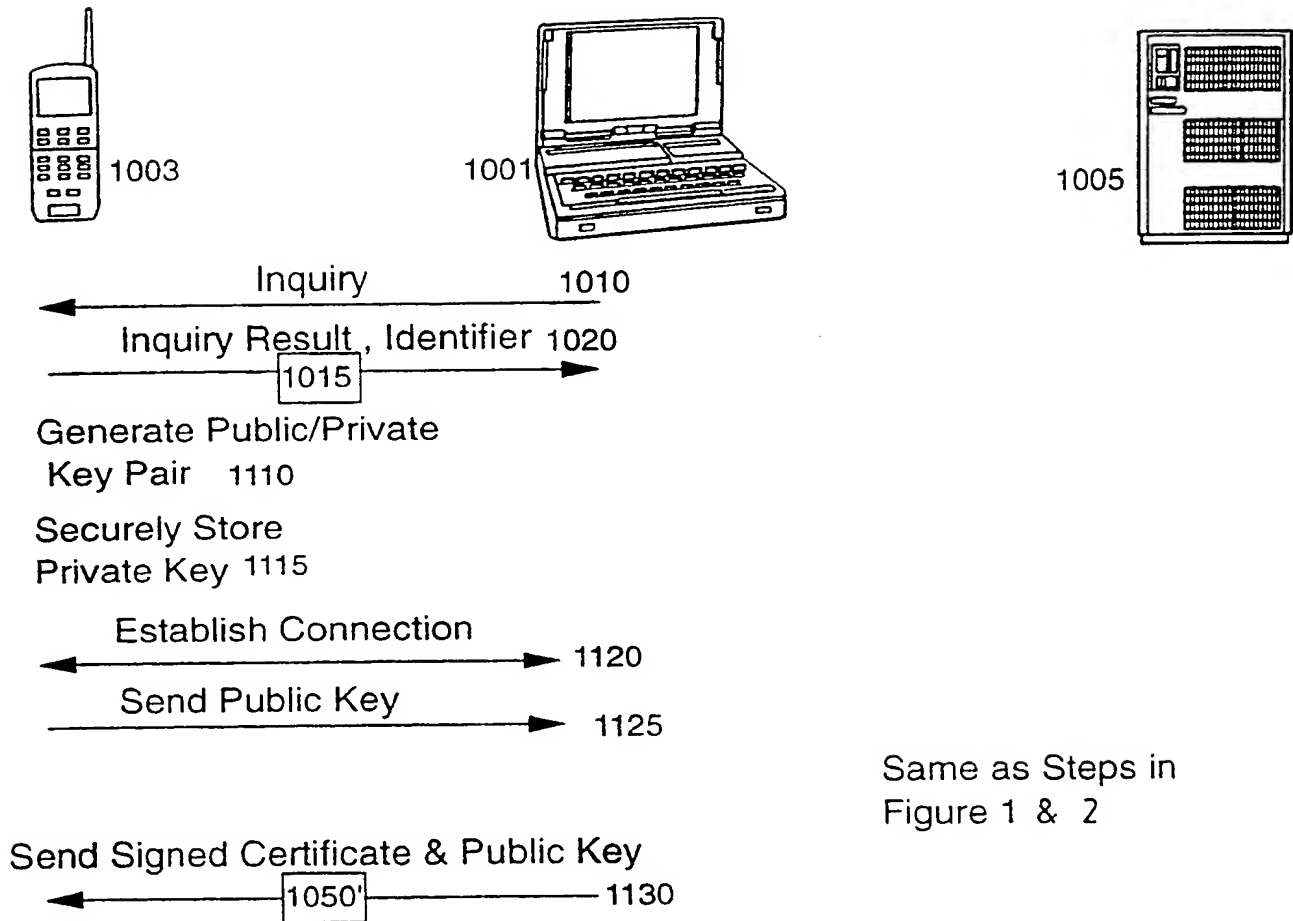 1003
1001
1005
Inquiry 1010
Inquiry Result , Identifier 1020
1015
Generate Public/Private
Key Pair 1110
Securely Store
Private Key 1115
Establish Connection
1120
Send Public Key
1125
Same as Steps in
Figure 1 & 2
Send Signed Certificate & Public Key
1050' 1130